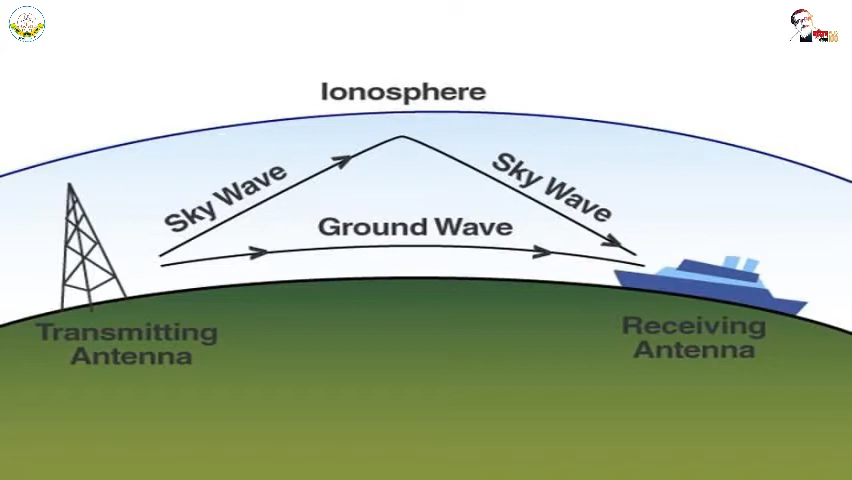 Ionosphere
Sky Wave
Sky Wave
Ground Wave
Transmitting
Antenna
Receiving
Antenna